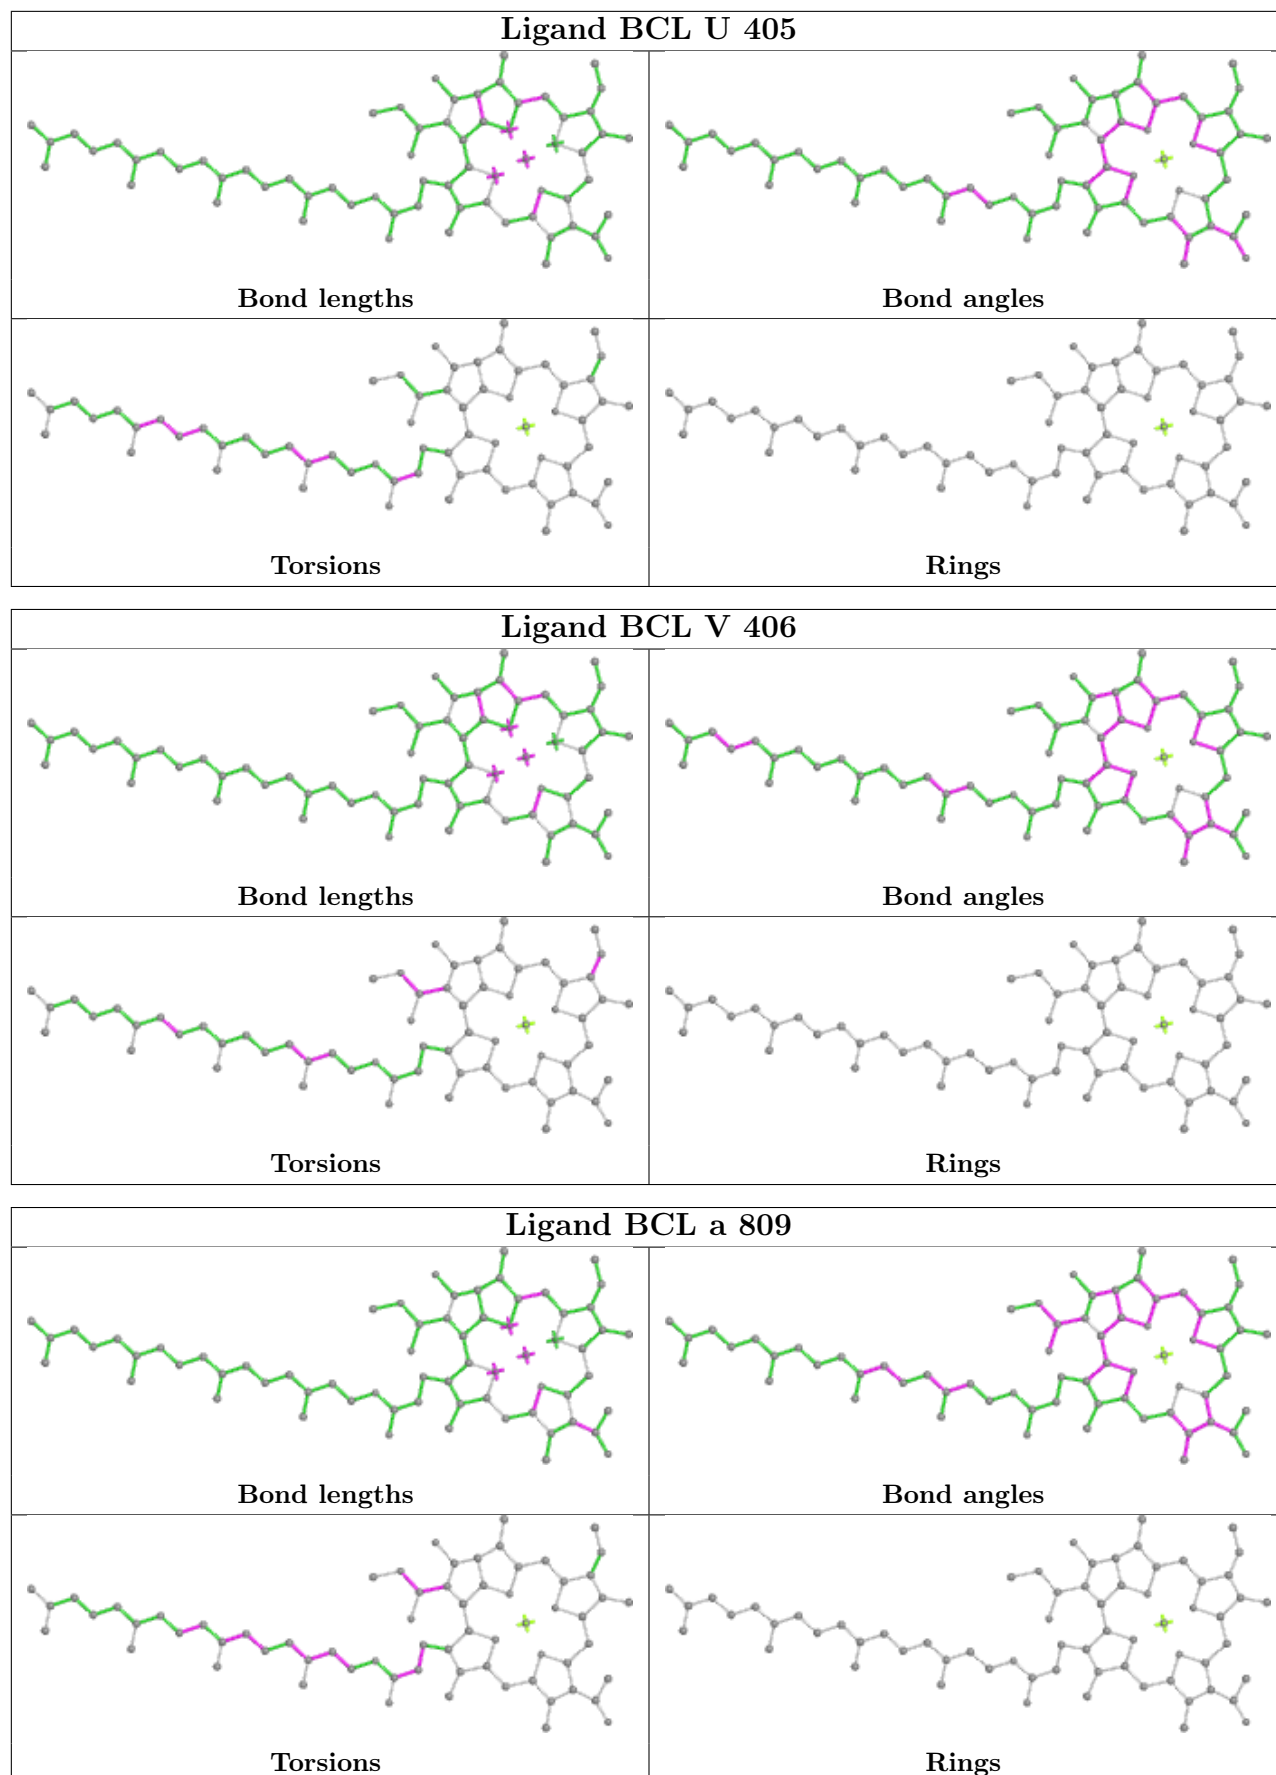 Ligand BCL U 405
Bond lengths
Bond angles
Torsions
Rings
Ligand BCL V 406
Bond lengths
Bond angles
Torsions
Rings
Ligand BCL a 809
Bond lengths
Bond angles
Torsions
Rings